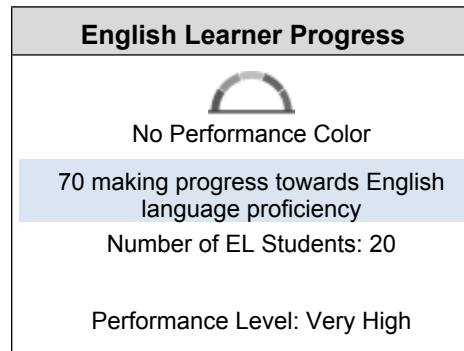 English Learner Progress
No Performance Color
70 making progress towards English
language proficiency
Number of EL Students: 20
Performance Level: Very High